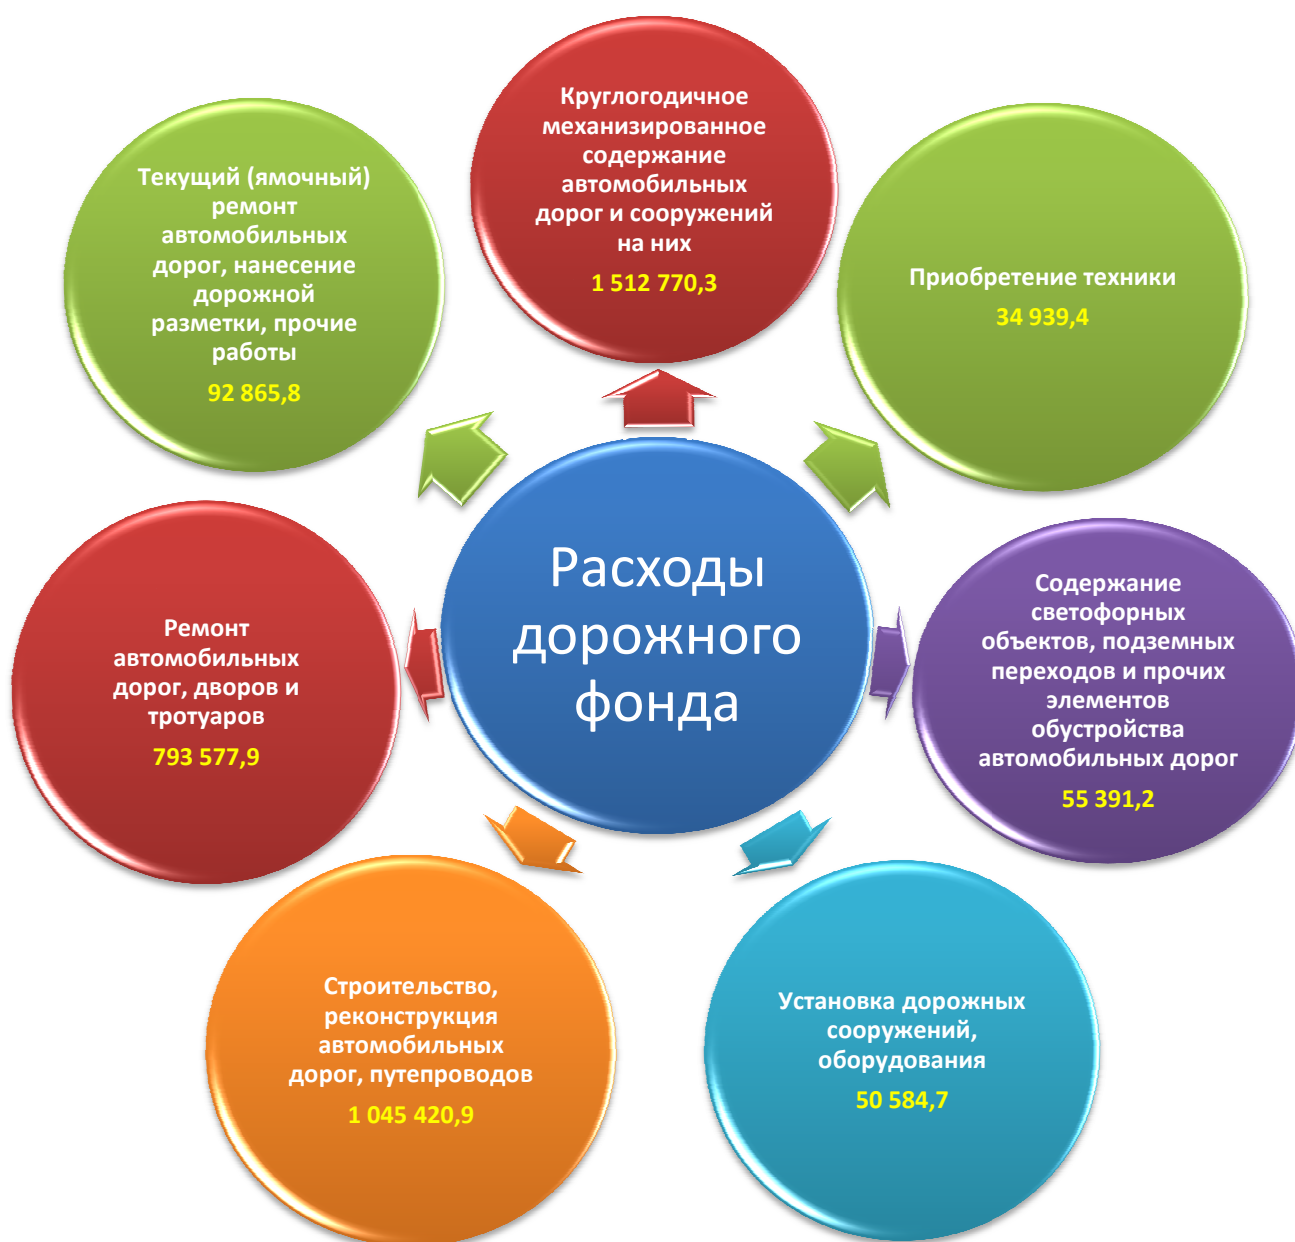 Круглогодичное
механизированное
содержание
автомобильных
дорог и сооружений
на них
1 512 770,3
Приобретение техники
34 939,4
Содержание
светофорных
объектов, подземных
переходов и прочих
элементов
обустройства
автомобильных дорог
55 391,2
Установка дорожных
сооружений,
оборудования
50 584,7
Строительство,
реконструкция
автомобильных
дорог, путепроводов
1 045 420,9
Ремонт
автомобильных
дорог, дворов и
тротуаров
793 577,9
Текущий (ямочный)
ремонт
автомобильных
дорог, нанесение
дорожной
разметки, прочие
работы
92 865,8
Расходы
дорожного
фонда